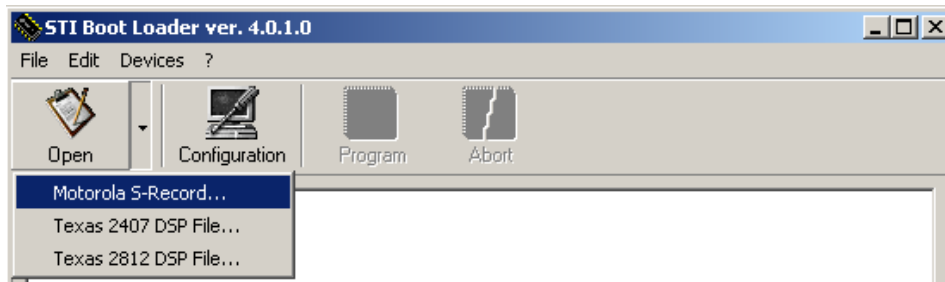 STI Boot Loader ver. 4.0.1.0
File Edit Devices ?
Open Configuration Program Abort
Motorola S-Record...
Texas 2407 DSP File...
Texas 2812 DSP File...